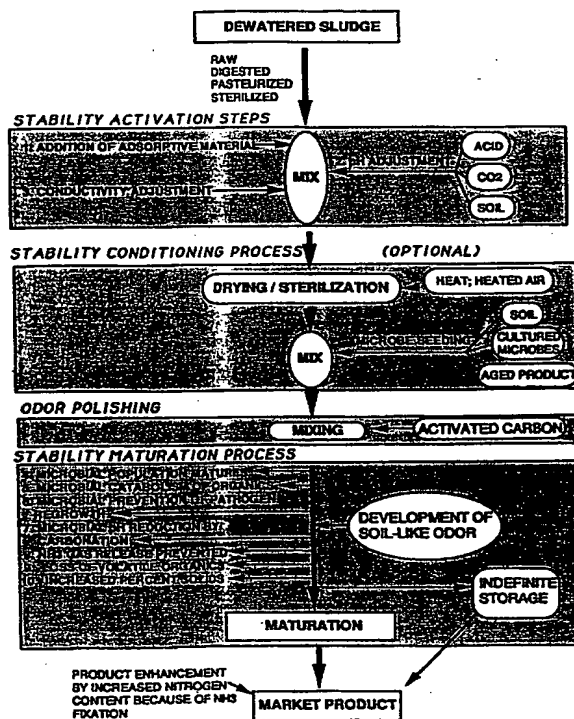 DEWATERED SLUDGE
RAW
DIGESTED
PASTEURIZED
STERILIZED
STABILITY ACTIVATION STEPS
ADDITION OF ADSORPTIVE MATERIAL
ADJUSTMENT
ACID
MIX
CO2
CONDUCTIVITY ADJUSTMENT
SOIL
STABILITY CONDITIONING PROCESS (OPTIONAL)
DRYING / STERILIZATION
HEAT; HEATED AIR
SOIL
MIX
MICROBE SEEDING
CULTURED
MICROBES
AGED PRODUCT
ODOR POLISHING
MIXING
ACTIVATED CARBON
STABILITY MATURATION PROCESS
MICROBIAL POPULATION MATURES
MICROBIAL CATABOLISM OF ORGANIC
MICROBIAL PREVENTION OF PATHOGEN
REGROWTH
MICROBIAL PH REDUCTION BY
CARBONATION
GAS RELEASE PREVENTED
LOSS OF VOLATILE ORGANICS
INCREASED PERCENT SOLIDS
DEVELOPMENT OF
SOIL-LIKE ODOR
INDEFINITE
STORAGE
MATURATION
PRODUCT ENHANCEMENT
BY INCREASED NITROGEN
CONTENT BECAUSE OF NH3
FIXATION
MARKET PRODUCT